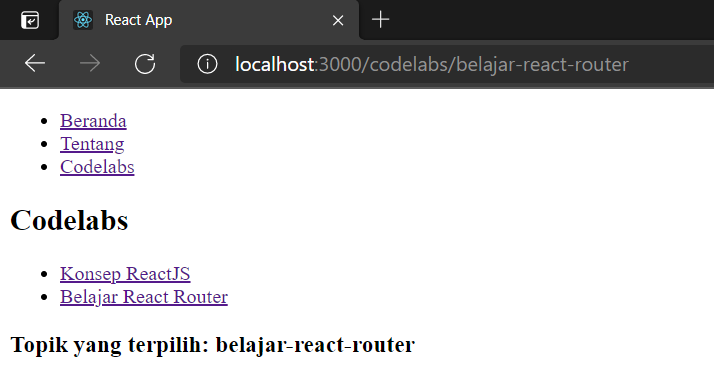 React App
localhost:3000/codelabs/belajar-react-router
Beranda
Tentang
Codelabs
Codelabs
Konsep ReactJS
Belajar React Router
Topik yang terpilih: belajar-react-router